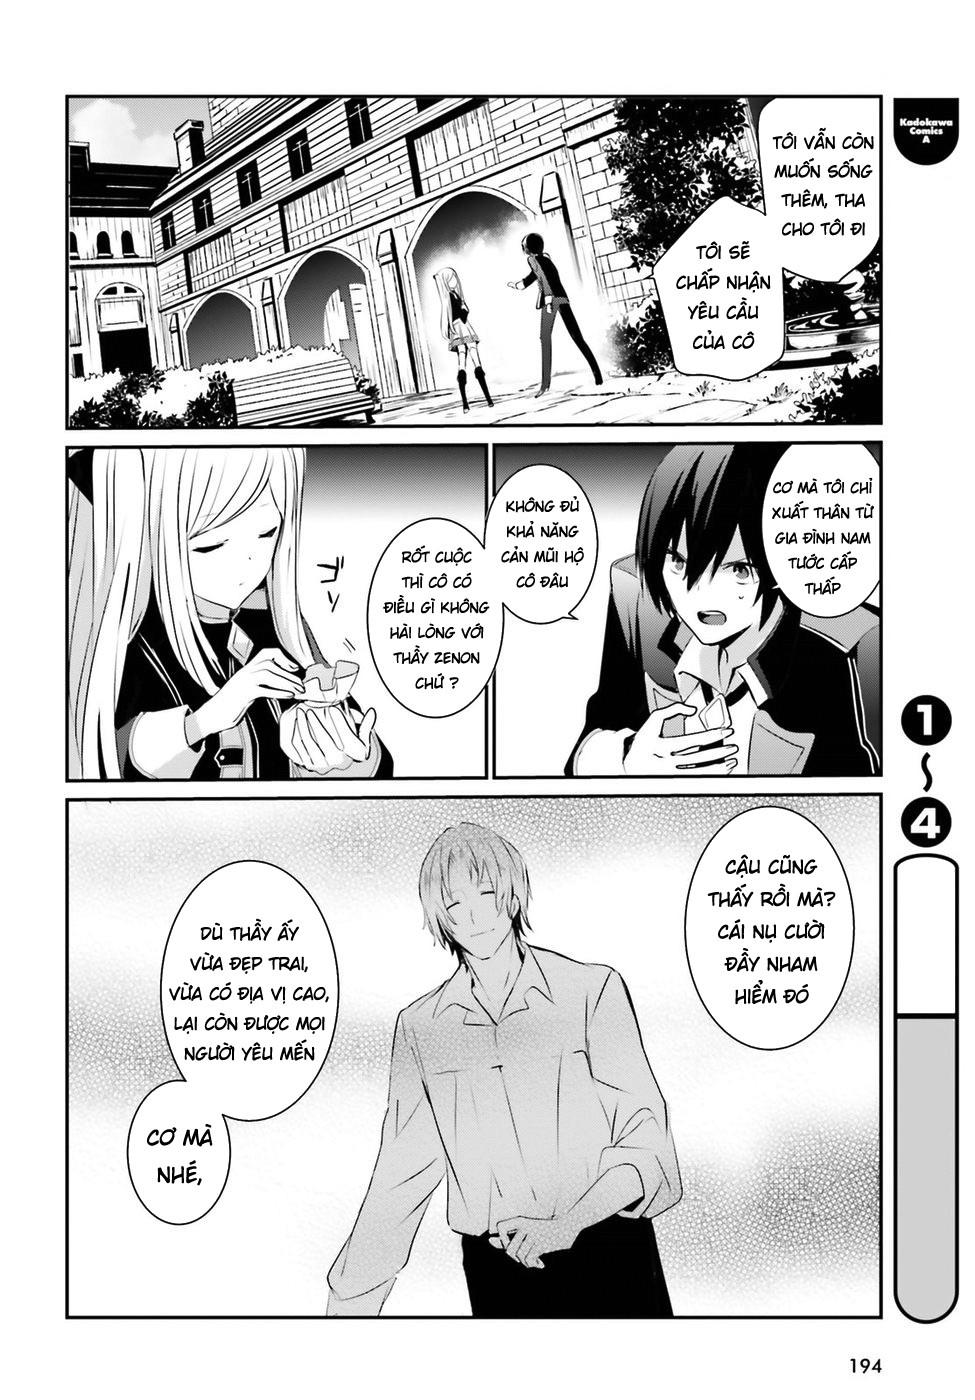 Kadokawa
Comics
A
TÔI VẪN CÒN
MUỐN SỐNG
THÊM, THA
CHO TÔI ĐI
TÔI SẼ
CHẤP NHẬN
YÊU CẦU
CỦA CÔ
CƠ MÀ TÔI CHỈ
XUẤT THÂN TỪ
GIA ĐÌNH NAM
TƯỚC CẤP
THẤP
KHÔNG ĐỦ
KHẢ NĂNG
CẢN MŨI HỘ
CÔ ĐÂU
RỐT CUỘC
THÌ CÔ CÓ
ĐIỀU GÌ KHÔNG
HÀI LÒNG VỚI
THẦY ZENON
CHỨ ?
ゴソ
CẬU CŨNG
THẤY RỒI MÀ?
CÁI NỤ CƯỜI
ĐẦY NHAM
HIỂM ĐÓ
DÙ THẦY ẤY
VỪA ĐẸP TRAI,
VỪA CÓ ĐỊA VỊ CAO,
LẠI CÒN ĐƯỢC MỌI
NGƯỜI YÊU MẾN
CƠ MÀ
NHÉ,
1
~
4
194